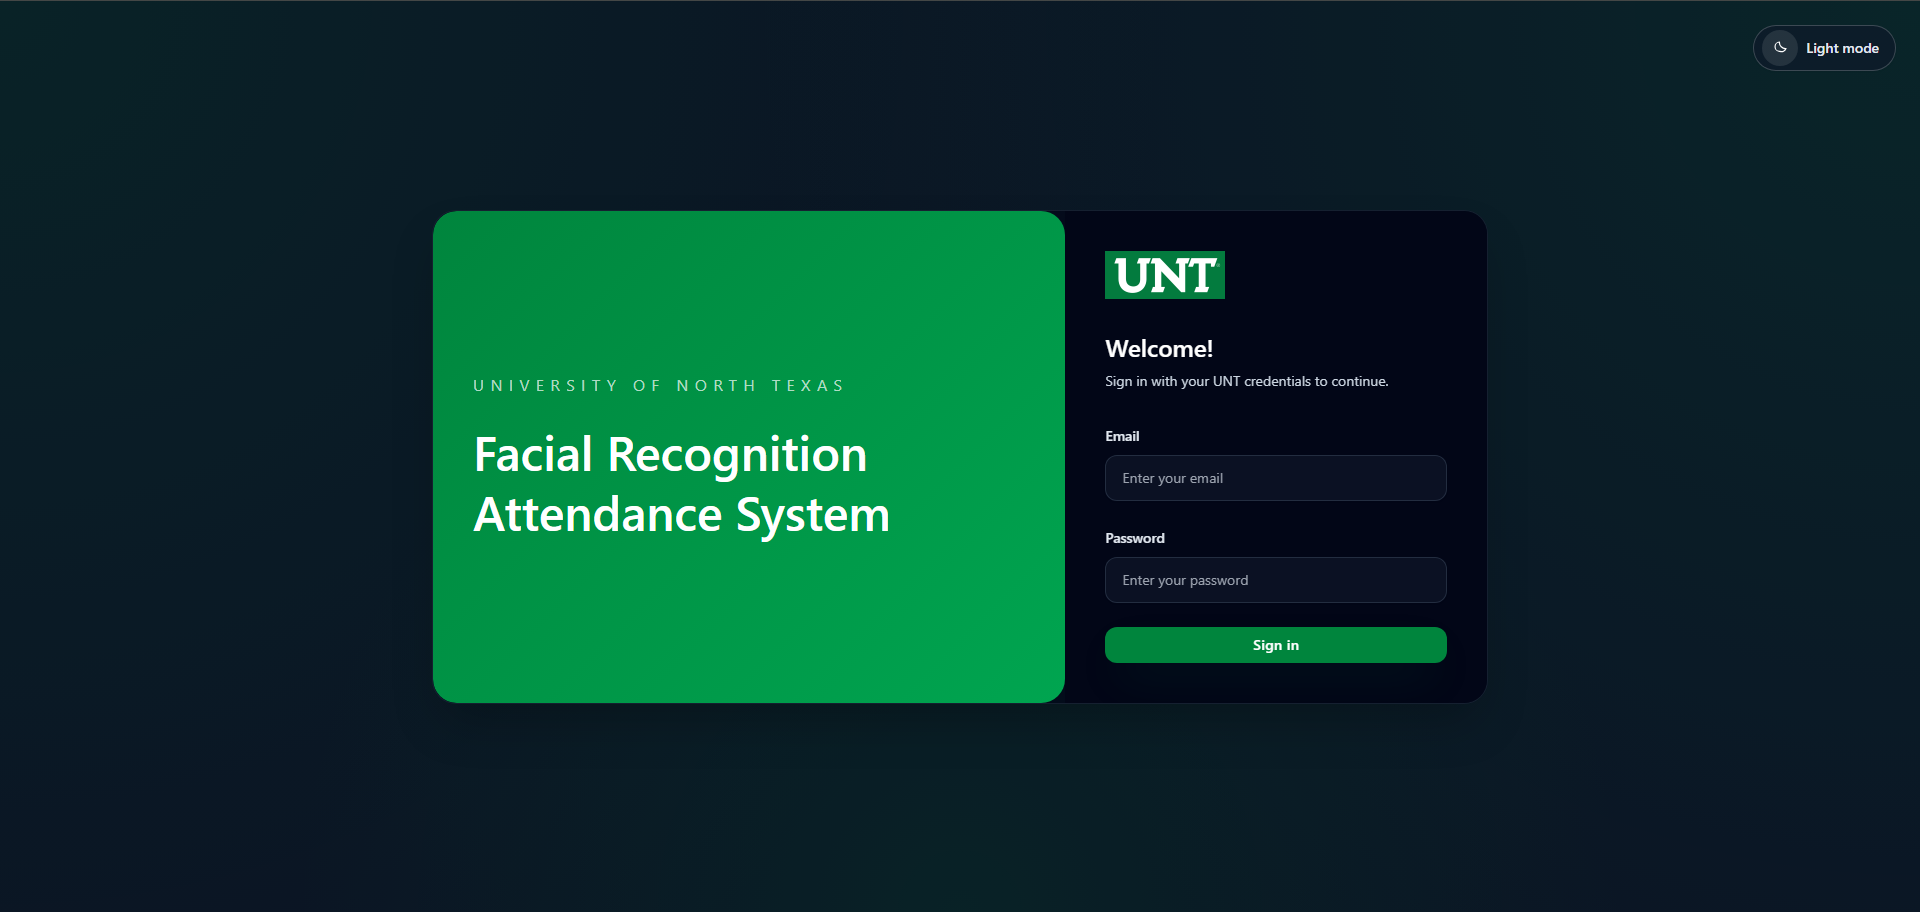 Light mode
UNIVERSITY OF NORTH TEXAS
Facial Recognition
Attendance System
UNT
Welcome!
Sign in with your UNT credentials to continue.
Email
Enter your email
Password
Enter your password
Sign in